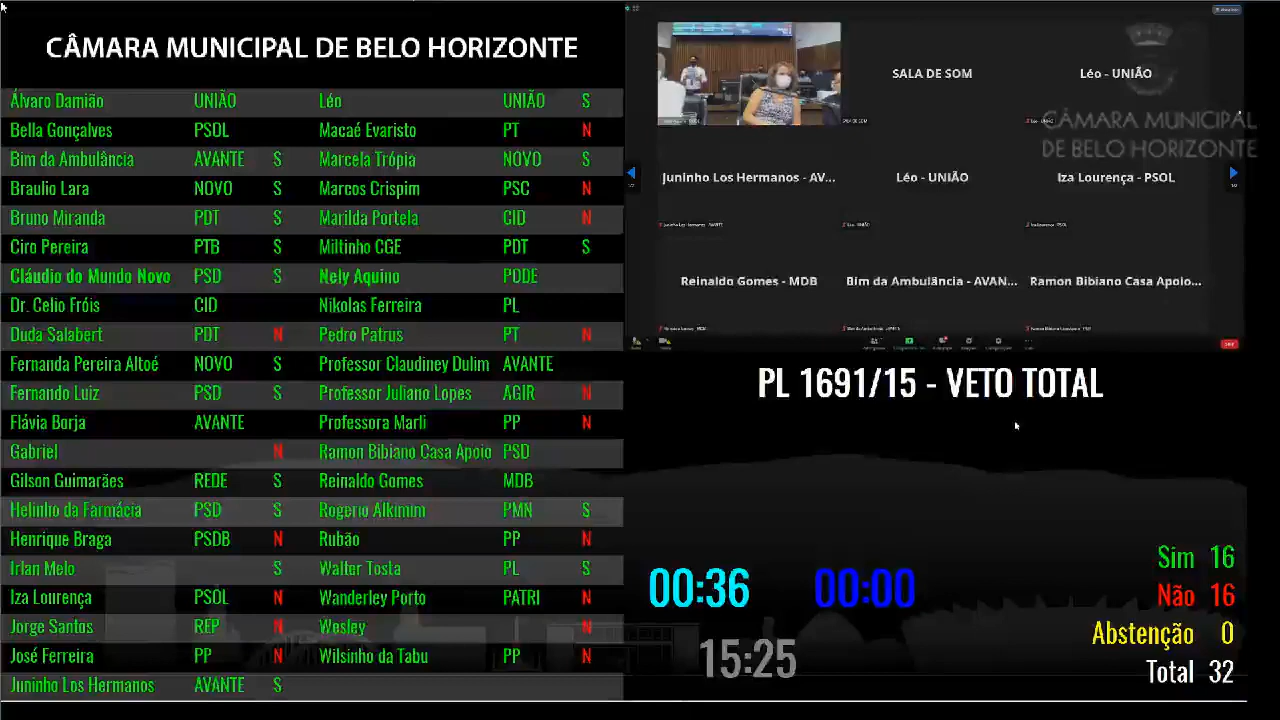 CÂMARA MUNICIPAL DE BELO HORIZONTE
Álvaro Damião UNIÃO Léo UNIÃO S
Bella Gonçalves PSOL Macaé Evaristo PT N
Bim da Ambulância AVANTE S Marcela Trópia NOVO S
Braulio Lara NOVO S Marcos Crispim PSC N
Bruno Miranda PDT S Marilda Portela CID N
Ciro Pereira PTB S Miltinho CGE PDT S
Cláudio do Mundo Novo PSD S Nely Aquino PODE
Dr. Celio Fróis CID Nikolas Ferreira PL
Duda Salabert PDT N Pedro Patrus PT N
Fernanda Pereira Altoé NOVO S Professor Claudiney Dulim AVANTE
Fernando Luiz PSD S Professor Juliano Lopes AGIR N
Flávia Borja AVANTE Professora Marli PP N
Gabriel N Ramon Bibiano Casa Apoio PSD
Gilson Guimarães REDE S Reinaldo Gomes MDB
Helinho da Farmácia PSD S Rogerio Alkimim PMN S
Henrique Braga PSDB N Rubão PP N
Irlan Melo S Walter Tosta PL S
Iza Lourença PSOL N Wanderley Porto PATRI N
Jorge Santos REP N Wesley N
José Ferreira PP N Wilsinho da Tabu PP N
Juninho Los Hermanos AVANTE S
SALA DE SOM
Léo - UNIÃO
CÂMARA MUNICIPAL
DE BELO HORIZONTE
Juninho Los Hermanos - AV...
Léo - UNIÃO
Iza Lourença - PSOL
Reinaldo Gomes - MDB
Bim da Ambulância - AVAN...
Ramon Bibiano Casa Apoio...
PL 1691/15 - VETO TOTAL
00:36 00:00
15:25
Sim 16
Não 16
Abstenção 0
Total 32